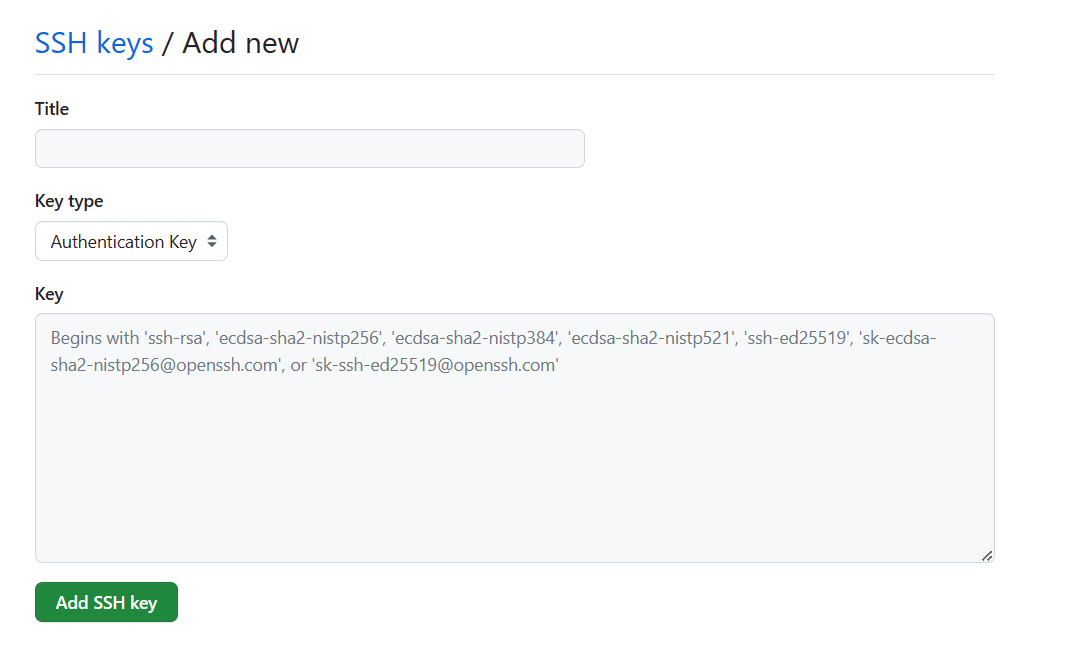 SSH keys / Add new
Title
Key type
Authentication Key
Key
Begins with 'ssh-rsa', 'ecdsa-sha2-nistp256', 'ecdsa-sha2-nistp384', 'ecdsa-sha2-nistp521', 'ssh-ed25519', 'sk-ecdsa-
sha2-nistp256@openssh.com', or 'sk-ssh-ed25519@openssh.com'
Add SSH key